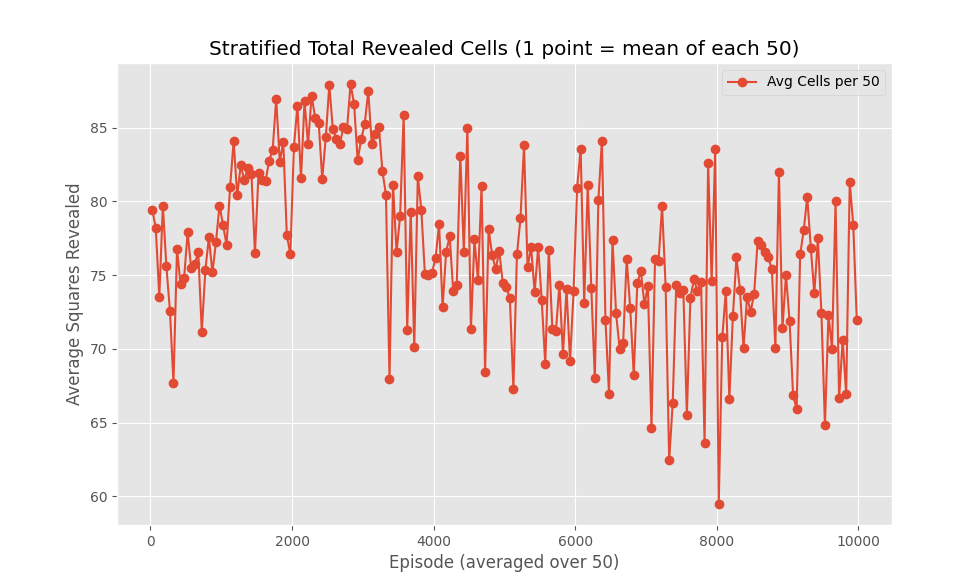 Stratified Total Revealed Cells (1 point = mean of each 50)
Avg Cells per 50
Average Squares Revealed
85
80
75
70
65
60
0 2000 4000 6000 8000 10000
Episode (averaged over 50)